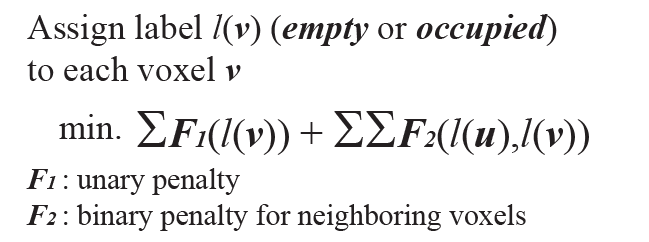 Assign label l(v) (empty or occupied)
to each voxel v
min. ∑F₁(l(v)) + ∑∑F₂(l(u),l(v))
F₁ : unary penalty
F₂ : binary penalty for neighboring voxels